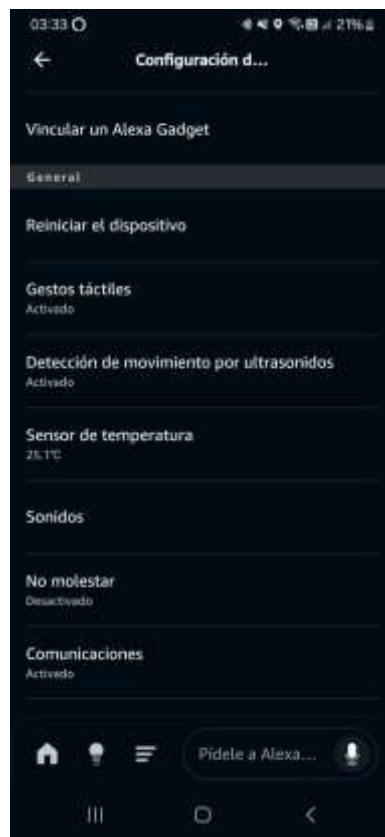 03:33
21%
Configuración d...
Vincular un Alexa Gadget
General
Reiniciar el dispositivo
Gestos táctiles
Activado
Detección de movimiento por ultrasonidos
Activado
Sensor de temperatura
25.1°C
Sonidos
No molestar
Desactivado
Comunicaciones
Activado
Pídele a Alexa...